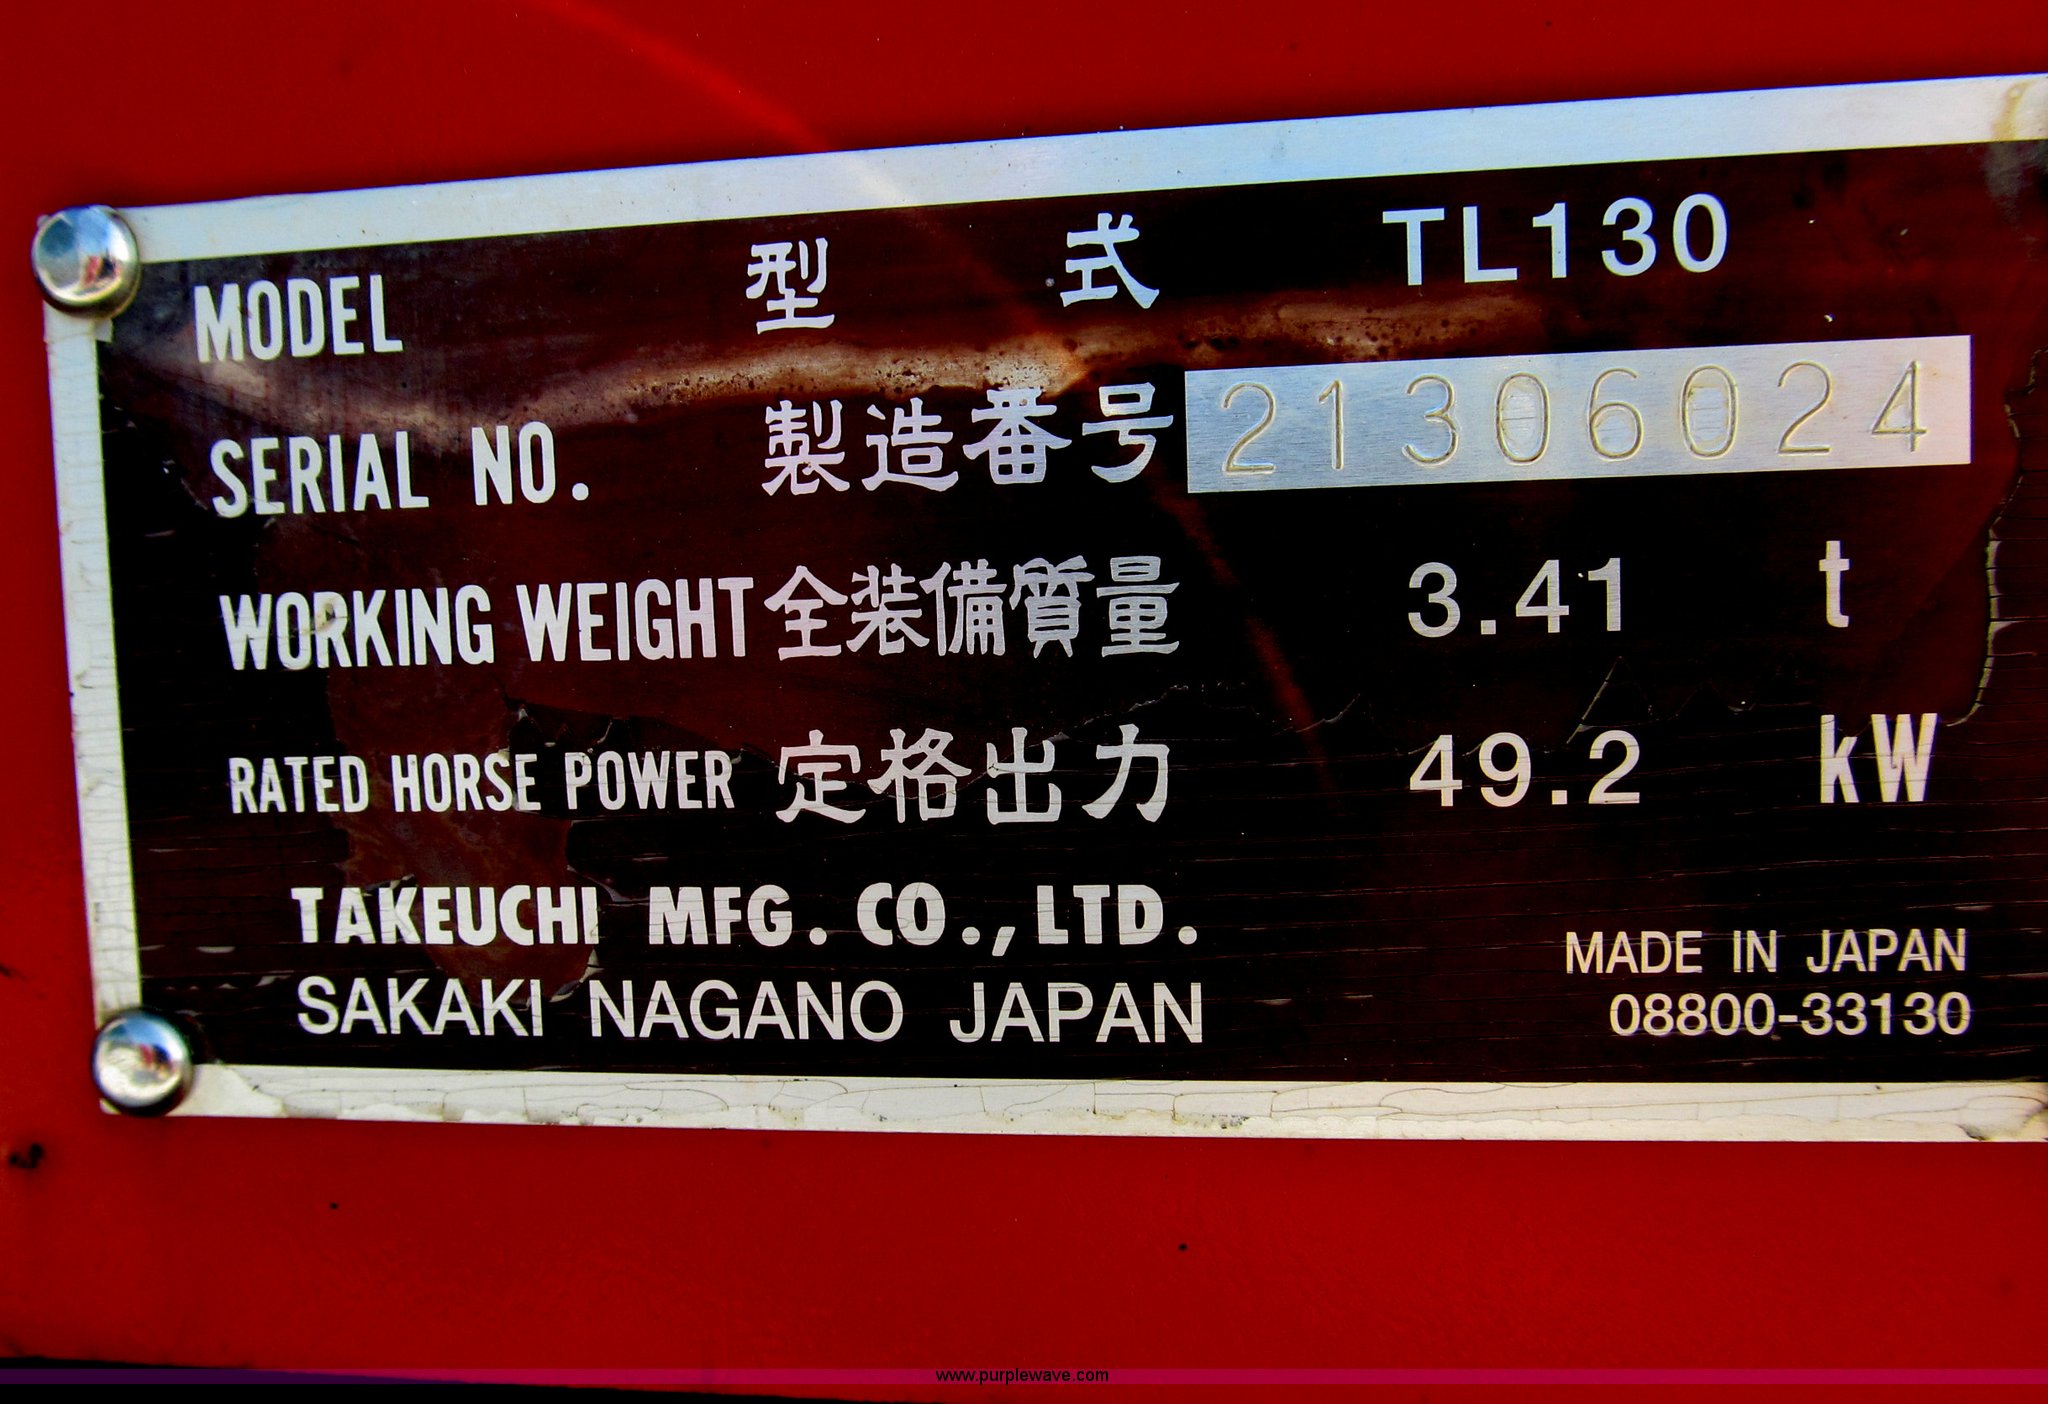 MODEL 型式 TL130
SERIAL NO. 製造番号 21306024
WORKING WEIGHT 全装備質量 3.41 t
RATED HORSE POWER 定格出力 49.2 kW
TAKEUCHI MFG. CO., LTD.
SAKAKI NAGANO JAPAN
MADE IN JAPAN
08800-33130
www.purplewave.com